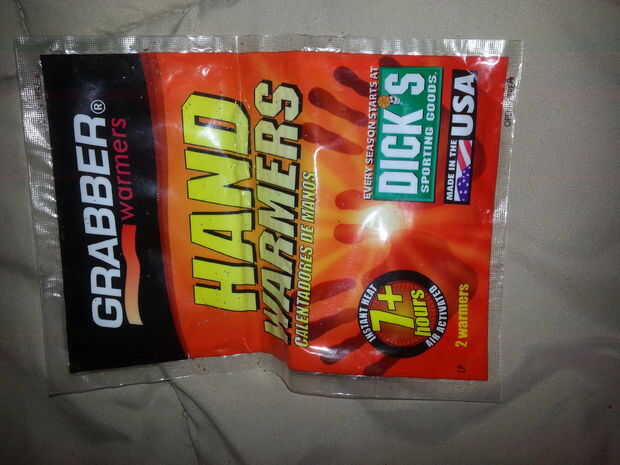 GRABBER®
warmers
HAND
WARMERS
CALENTADORES DE MANOS
EVERY SEASON STARTS AT
DICK'S
SPORTING GOODS.
MADE IN THE
USA
INSTANT HEAT
7+
hours
AIR ACTIVATED
2 warmers